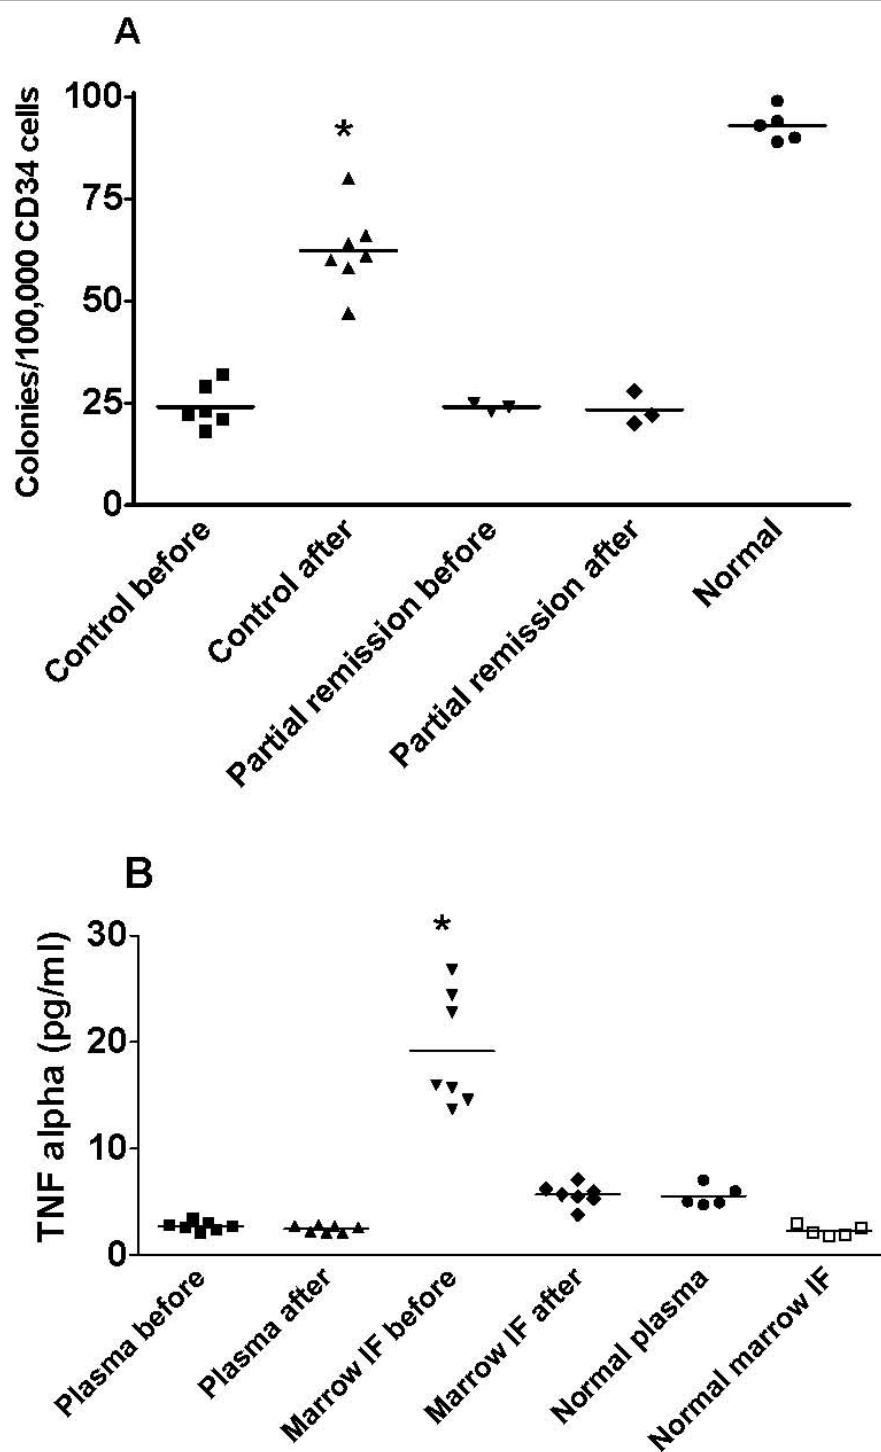 A
Colonies/100,000 CD34 cells
100
75
50
25
0
*
Control before
Control after
Partial remission before
Partial remission after
Normal
B
TNF alpha (pg/ml)
30
20
10
0
*
Plasma before
Plasma after
Marrow IF before
Marrow IF after
Normal plasma
Normal marrow IF